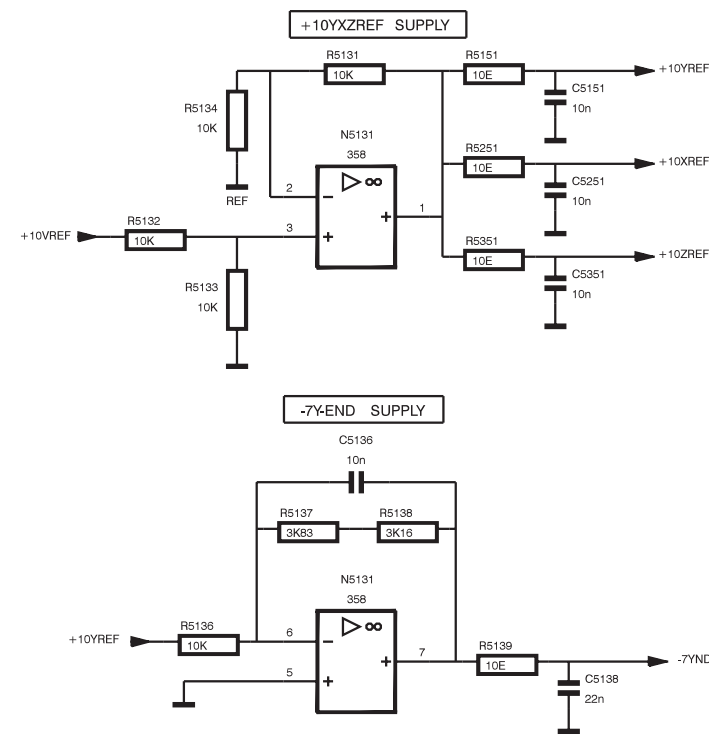 +10YXZREF SUPPLY
R5131
10K
R5151
10E
+10YREF
C5151
10n
R5134
10K
N5131
358
R5251
10E
+10XREF
C5251
10n
REF
2
3
1
+10VREF
R5132
10K
R5133
10K
R5351
10E
+10ZREF
C5351
10n
-7Y-END SUPPLY
C5136
10n
R5137
3K83
R5138
3K16
N5131
358
+10YREF
R5136
10K
6
5
7
R5139
10E
-7YND
C5138
22n